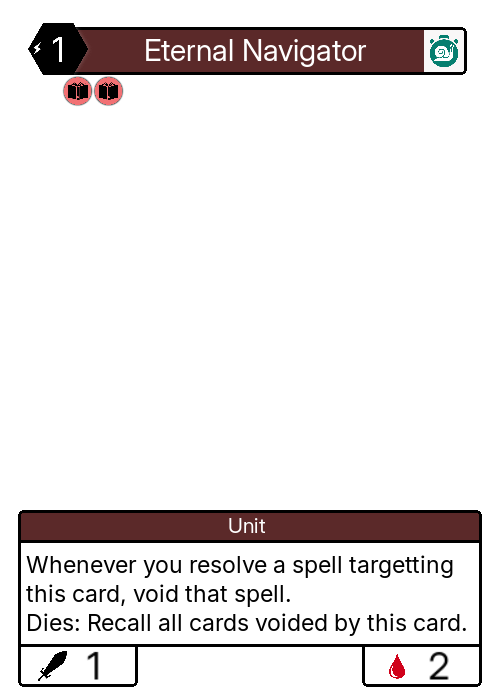 1
Eternal Navigator
Unit
Whenever you resolve a spell targetting
this card, void that spell.
Dies: Recall all cards voided by this card.
1
2